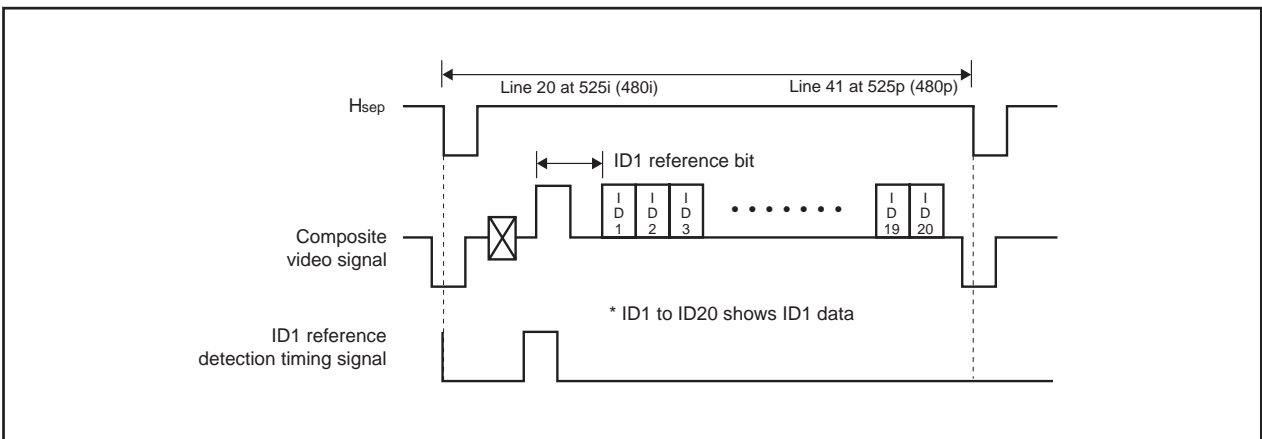 Line 20 at 525i (480i) Line 41 at 525p (480p)
Hsep
ID1 reference bit
I D 1 I D 2 I D 3 • • • • • • • I D 19 I D 20
Composite
video signal
* ID1 to ID20 shows ID1 data
ID1 reference
detection timing signal